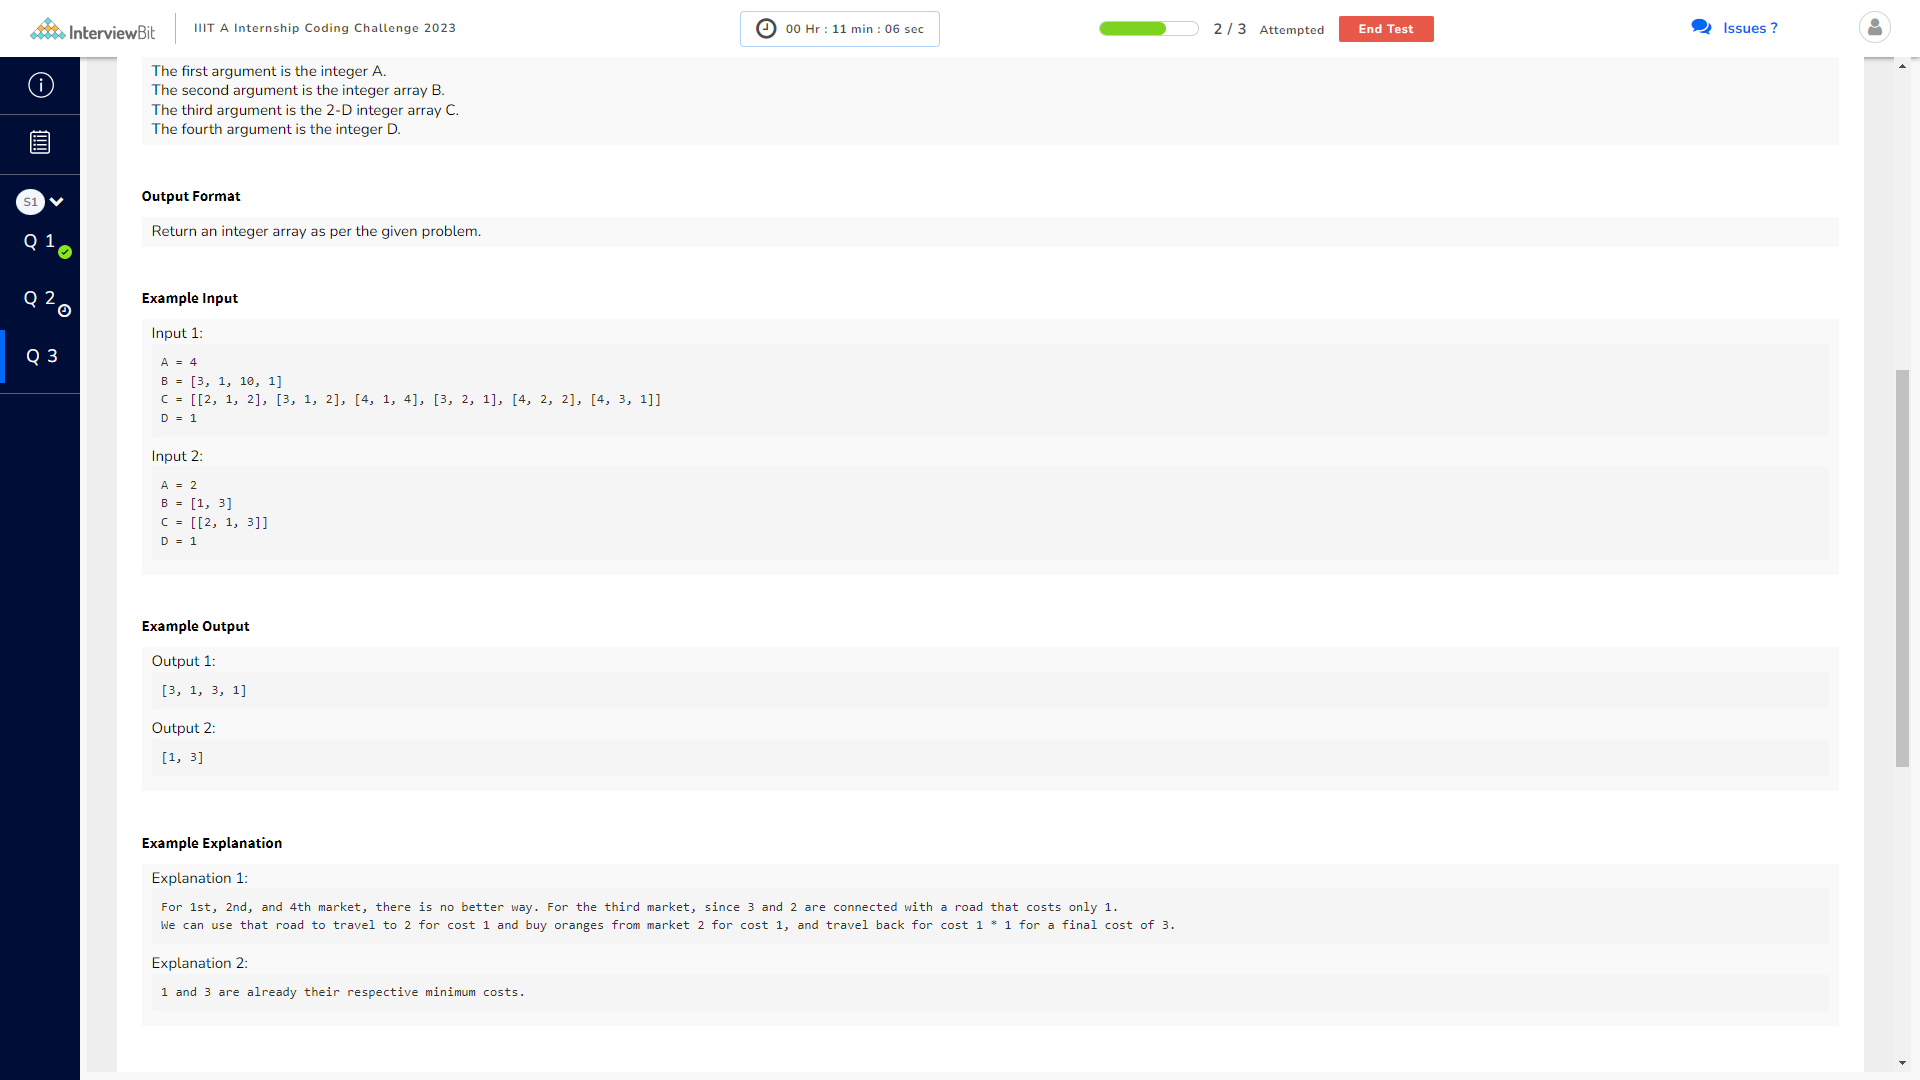 InterviewBit
IIIT A Internship Coding Challenge 2023
00 Hr : 11 min : 06 sec
2 / 3 Attempted
End Test
Issues ?
S1
Q 1
Q 2
Q 3
The first argument is the integer A.
The second argument is the integer array B.
The third argument is the 2-D integer array C.
The fourth argument is the integer D.
Output Format
Return an integer array as per the given problem.
Example Input
Input 1:
A = 4
B = [3, 1, 10, 1]
C = [[2, 1, 2], [3, 1, 2], [4, 1, 4], [3, 2, 1], [4, 2, 2], [4, 3, 1]]
D = 1
Input 2:
A = 2
B = [1, 3]
C = [[2, 1, 3]]
D = 1
Example Output
Output 1:
[3, 1, 3, 1]
Output 2:
[1, 3]
Example Explanation
Explanation 1:
For 1st, 2nd, and 4th market, there is no better way. For the third market, since 3 and 2 are connected with a road that costs only 1.
We can use that road to travel to 2 for cost 1 and buy oranges from market 2 for cost 1, and travel back for cost 1 * 1 for a final cost of 3.
Explanation 2:
1 and 3 are already their respective minimum costs.